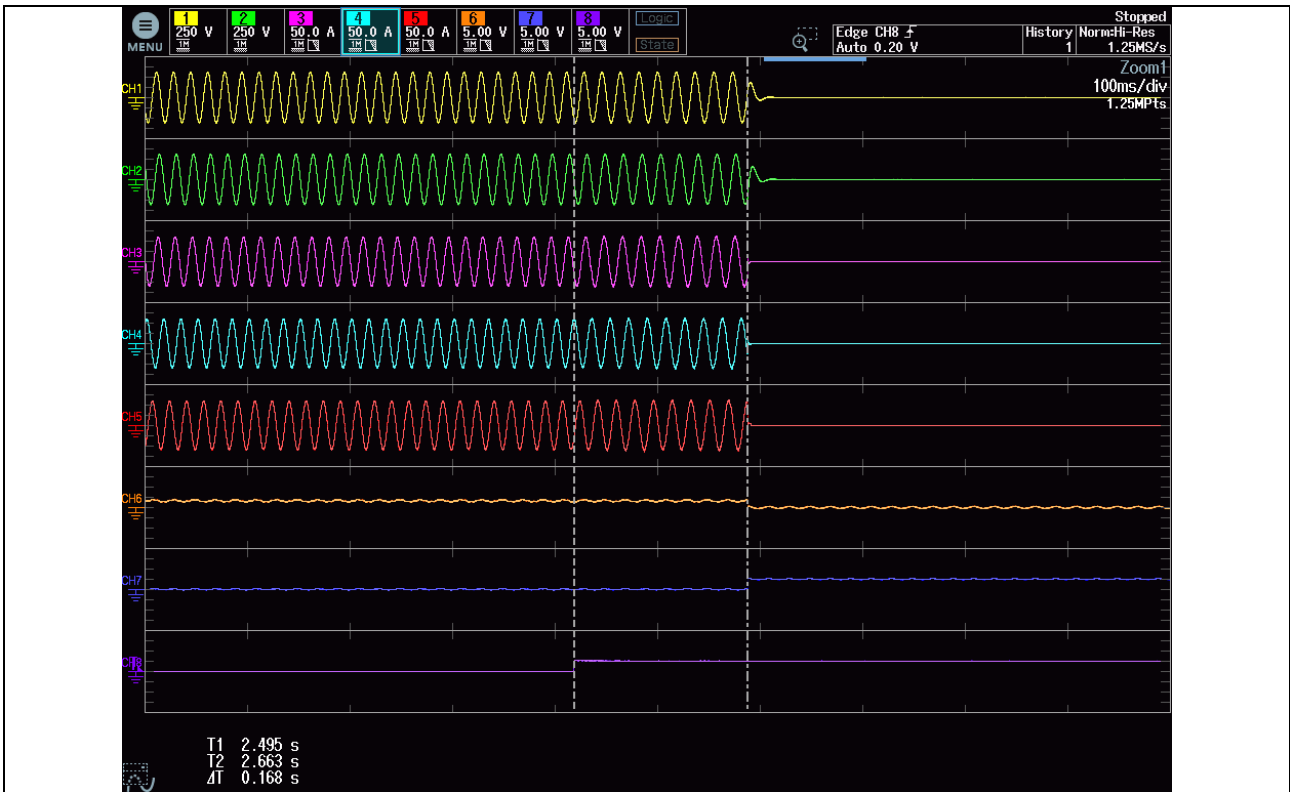 MENU
1 250 V 1M
2 250 V 1M
3 50.0 A 1M
4 50.0 A 1M
5 50.0 A 1M
6 5.00 V 1M
7 5.00 V 1M
8 5.00 V 1M
Logic
State
Edge CH8
Auto 0.20 V
Stopped
History Norm:Hi-Res
1 1.25MS/s
Zoom1
100ms/div
1.25MPts
CH1
CH2
CH3
CH4
CH5
CH6
CH7
CH8
T1 2.495 s
T2 2.663 s
ΔT 0.168 s